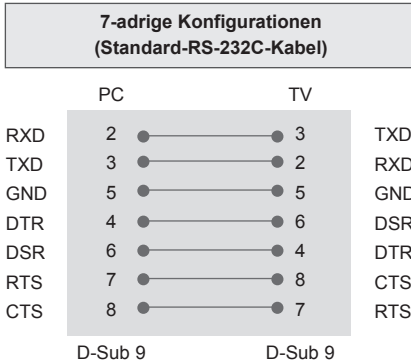 7-adrige Konfigurationen
(Standard-RS-232C-Kabel)
PC TV
RXD 2 3 TXD
TXD 3 2 RXD
GND 5 5 GND
DTR 4 6 DSR
DSR 6 4 DTR
RTS 7 8 CTS
CTS 8 7 RTS
D-Sub 9 D-Sub 9